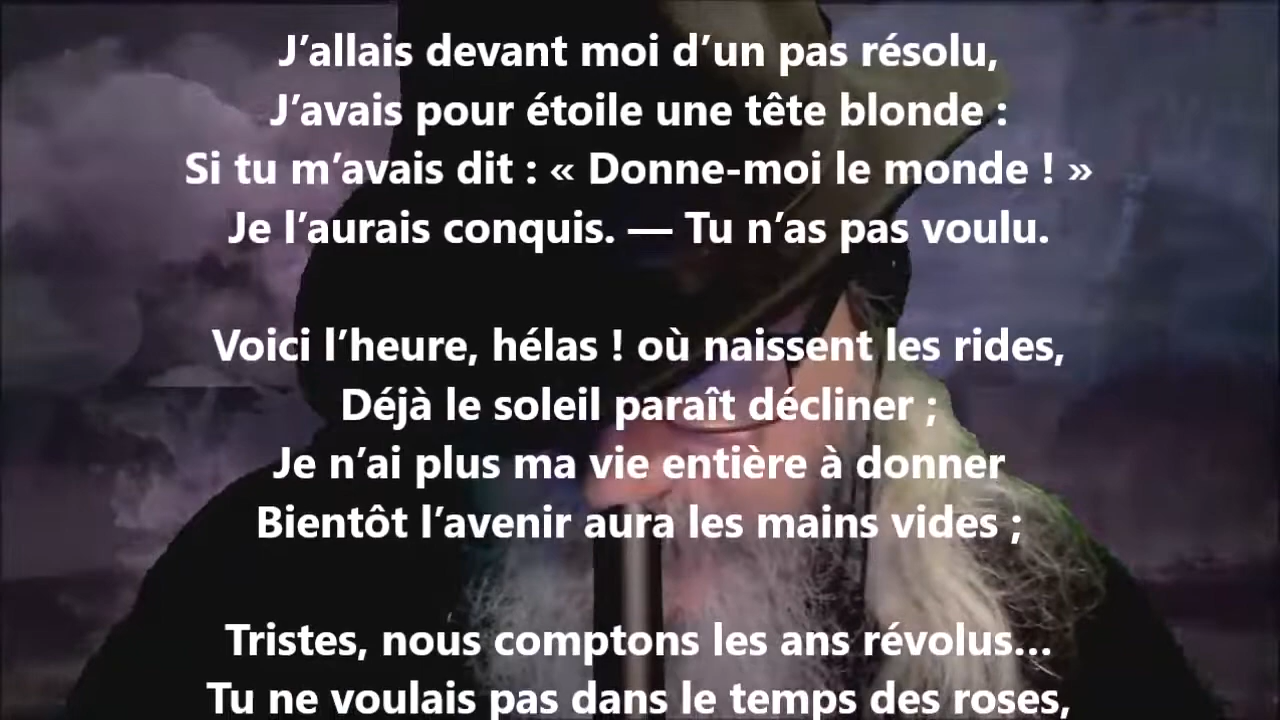 J’allais devant moi d’un pas résolu,
J’avais pour étoile une tête blonde :
Si tu m’avais dit : « Donne-moi le monde ! »
Je l’aurais conquis. — Tu n’as pas voulu.
Voici l’heure, hélas ! où naissent les rides,
Déjà le soleil paraît décliner ;
Je n’ai plus ma vie entière à donner
Bientôt l’avenir aura les mains vides ;
Tristes, nous comptons les ans révolus…
Tu ne voulais pas dans le temps des roses,